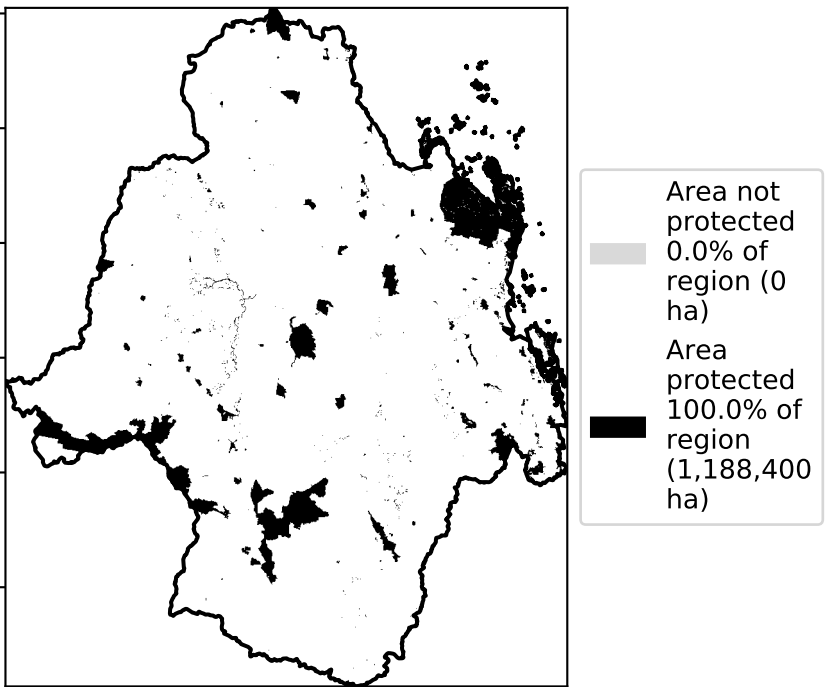 Area not
protected
0.0% of
region (0
ha)
Area
protected
100.0% of
region
(1,188,400
ha)